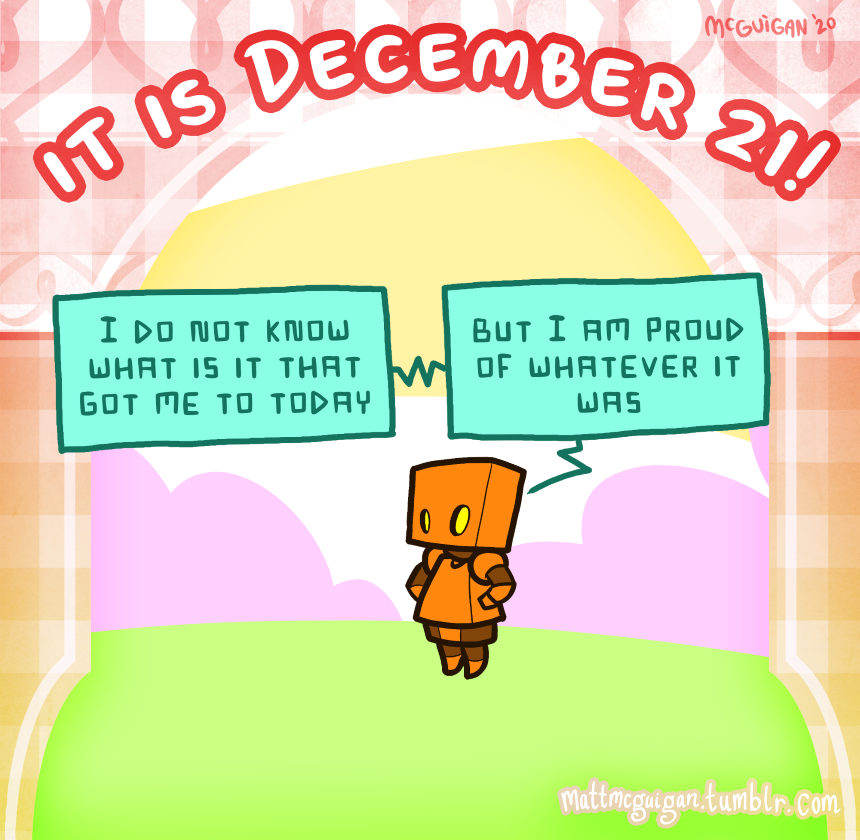 McGUiGAN '20
IT IS DECEMBER 21!
I DO NOT KNOW
WHAT IS IT THAT
GOT ME TO TODAY
BUT I AM PROUD
OF WHATEVER IT
WAS
mattmcguigan.tumblr.com